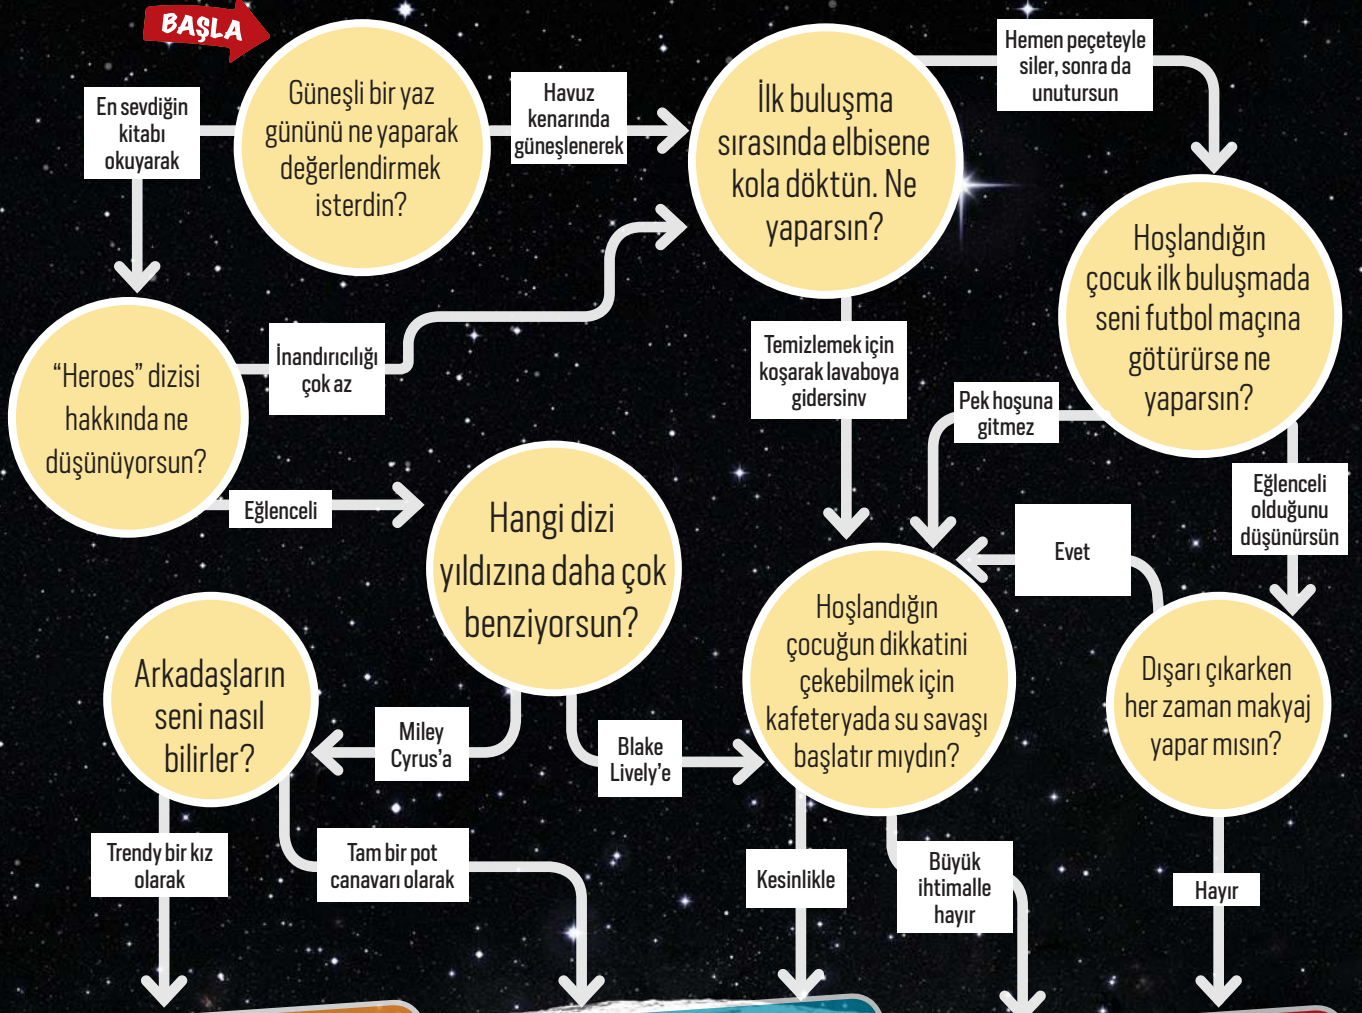 BAŞLA
Güneşli bir yaz
gününü ne yaparak
değerlendirmek
isterdin?
En sevdiğin
kitabı
okuyarak
Havuz
kenarında
güneşlenerek
İlk buluşma
sırasında elbisene
kola döktün. Ne
yaparsın?
Hemen peçeteyle
siler, sonra da
unutursun
Hoşlandığın
çocuk ilk buluşmada
seni futbol maçına
götürürse ne
yaparsın?
"Heroes" dizisi
hakkında ne
düşünüyorsun?
İnandırıcılığı
çok az
Temizlemek için
koşarak lavaboya
gidersinv
Pek hoşuna
gitmez
Eğlenceli
olduğunu
düşünürsün
Eğlenceli
Hangi dizi
yıldızına daha çok
benziyorsun?
Evet
Hoşlandığın
çocuğun dikkatini
çekebilmek için
kafeteryada su savaşı
başlatır mıydın?
Dışarı çıkarken
her zaman makyaj
yapar mısın?
Arkadaşların
seni nasıl
bilirler?
Miley
Cyrus'a
Blake
Lively'e
Trendy bir kız
olarak
Tam bir pot
canavarı olarak
Kesinlikle
Büyük
ihtimalle
hayır
Hayır